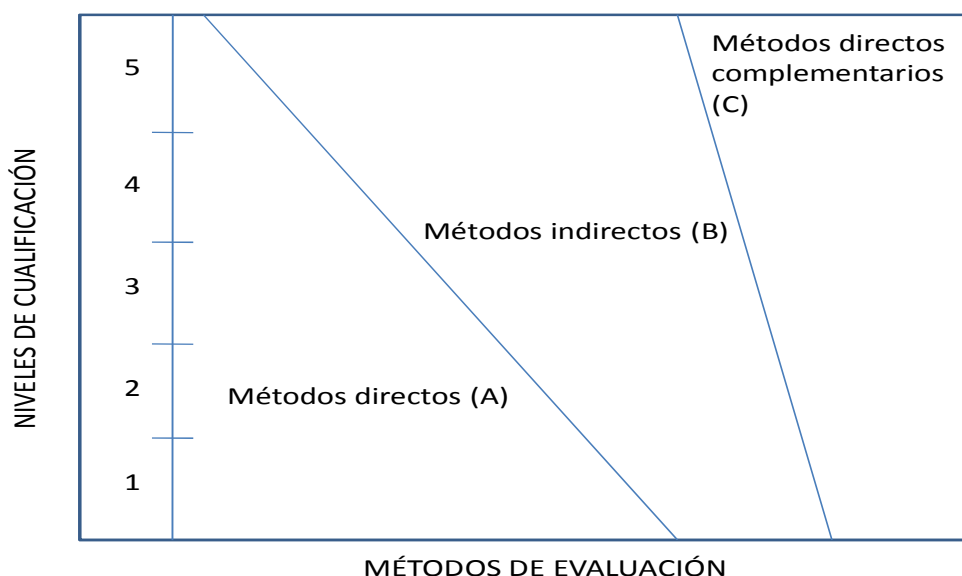 Métodos directos
complementarios
(C)
5
4
Métodos indirectos (B)
3
2
Métodos directos (A)
1
NIVELES DE CUALIFICACIÓN
MÉTODOS DE EVALUACIÓN